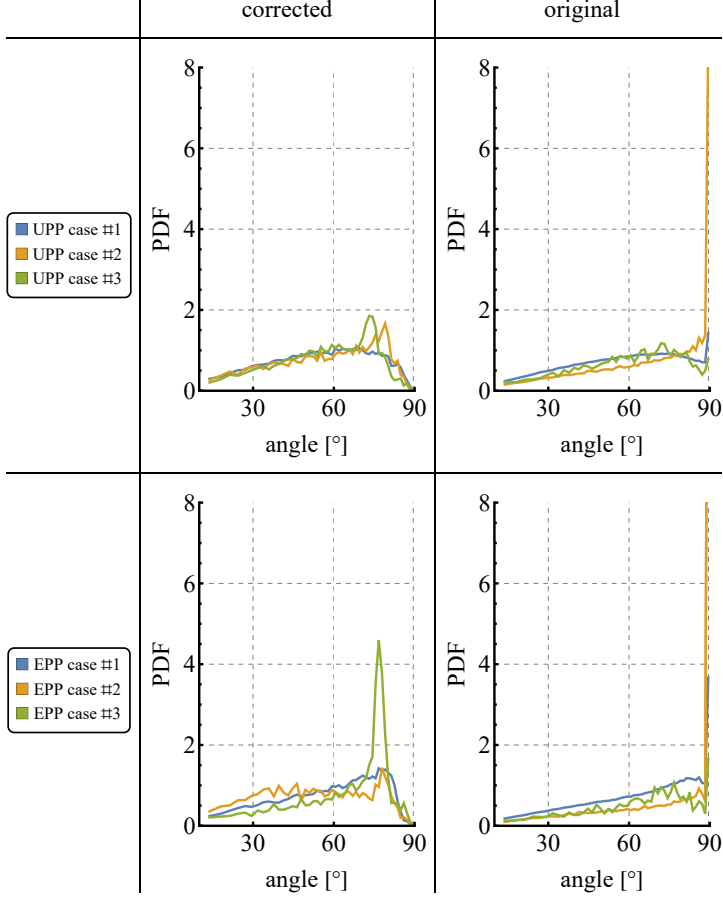 corrected original
8
6
4
2
0
PDF
30 60 90
angle [°]
8
6
4
2
0
PDF
30 60 90
angle [°]
UPP case #1
UPP case #2
UPP case #3
8
6
4
2
0
PDF
30 60 90
angle [°]
8
6
4
2
0
PDF
30 60 90
angle [°]
EPP case #1
EPP case #2
EPP case #3